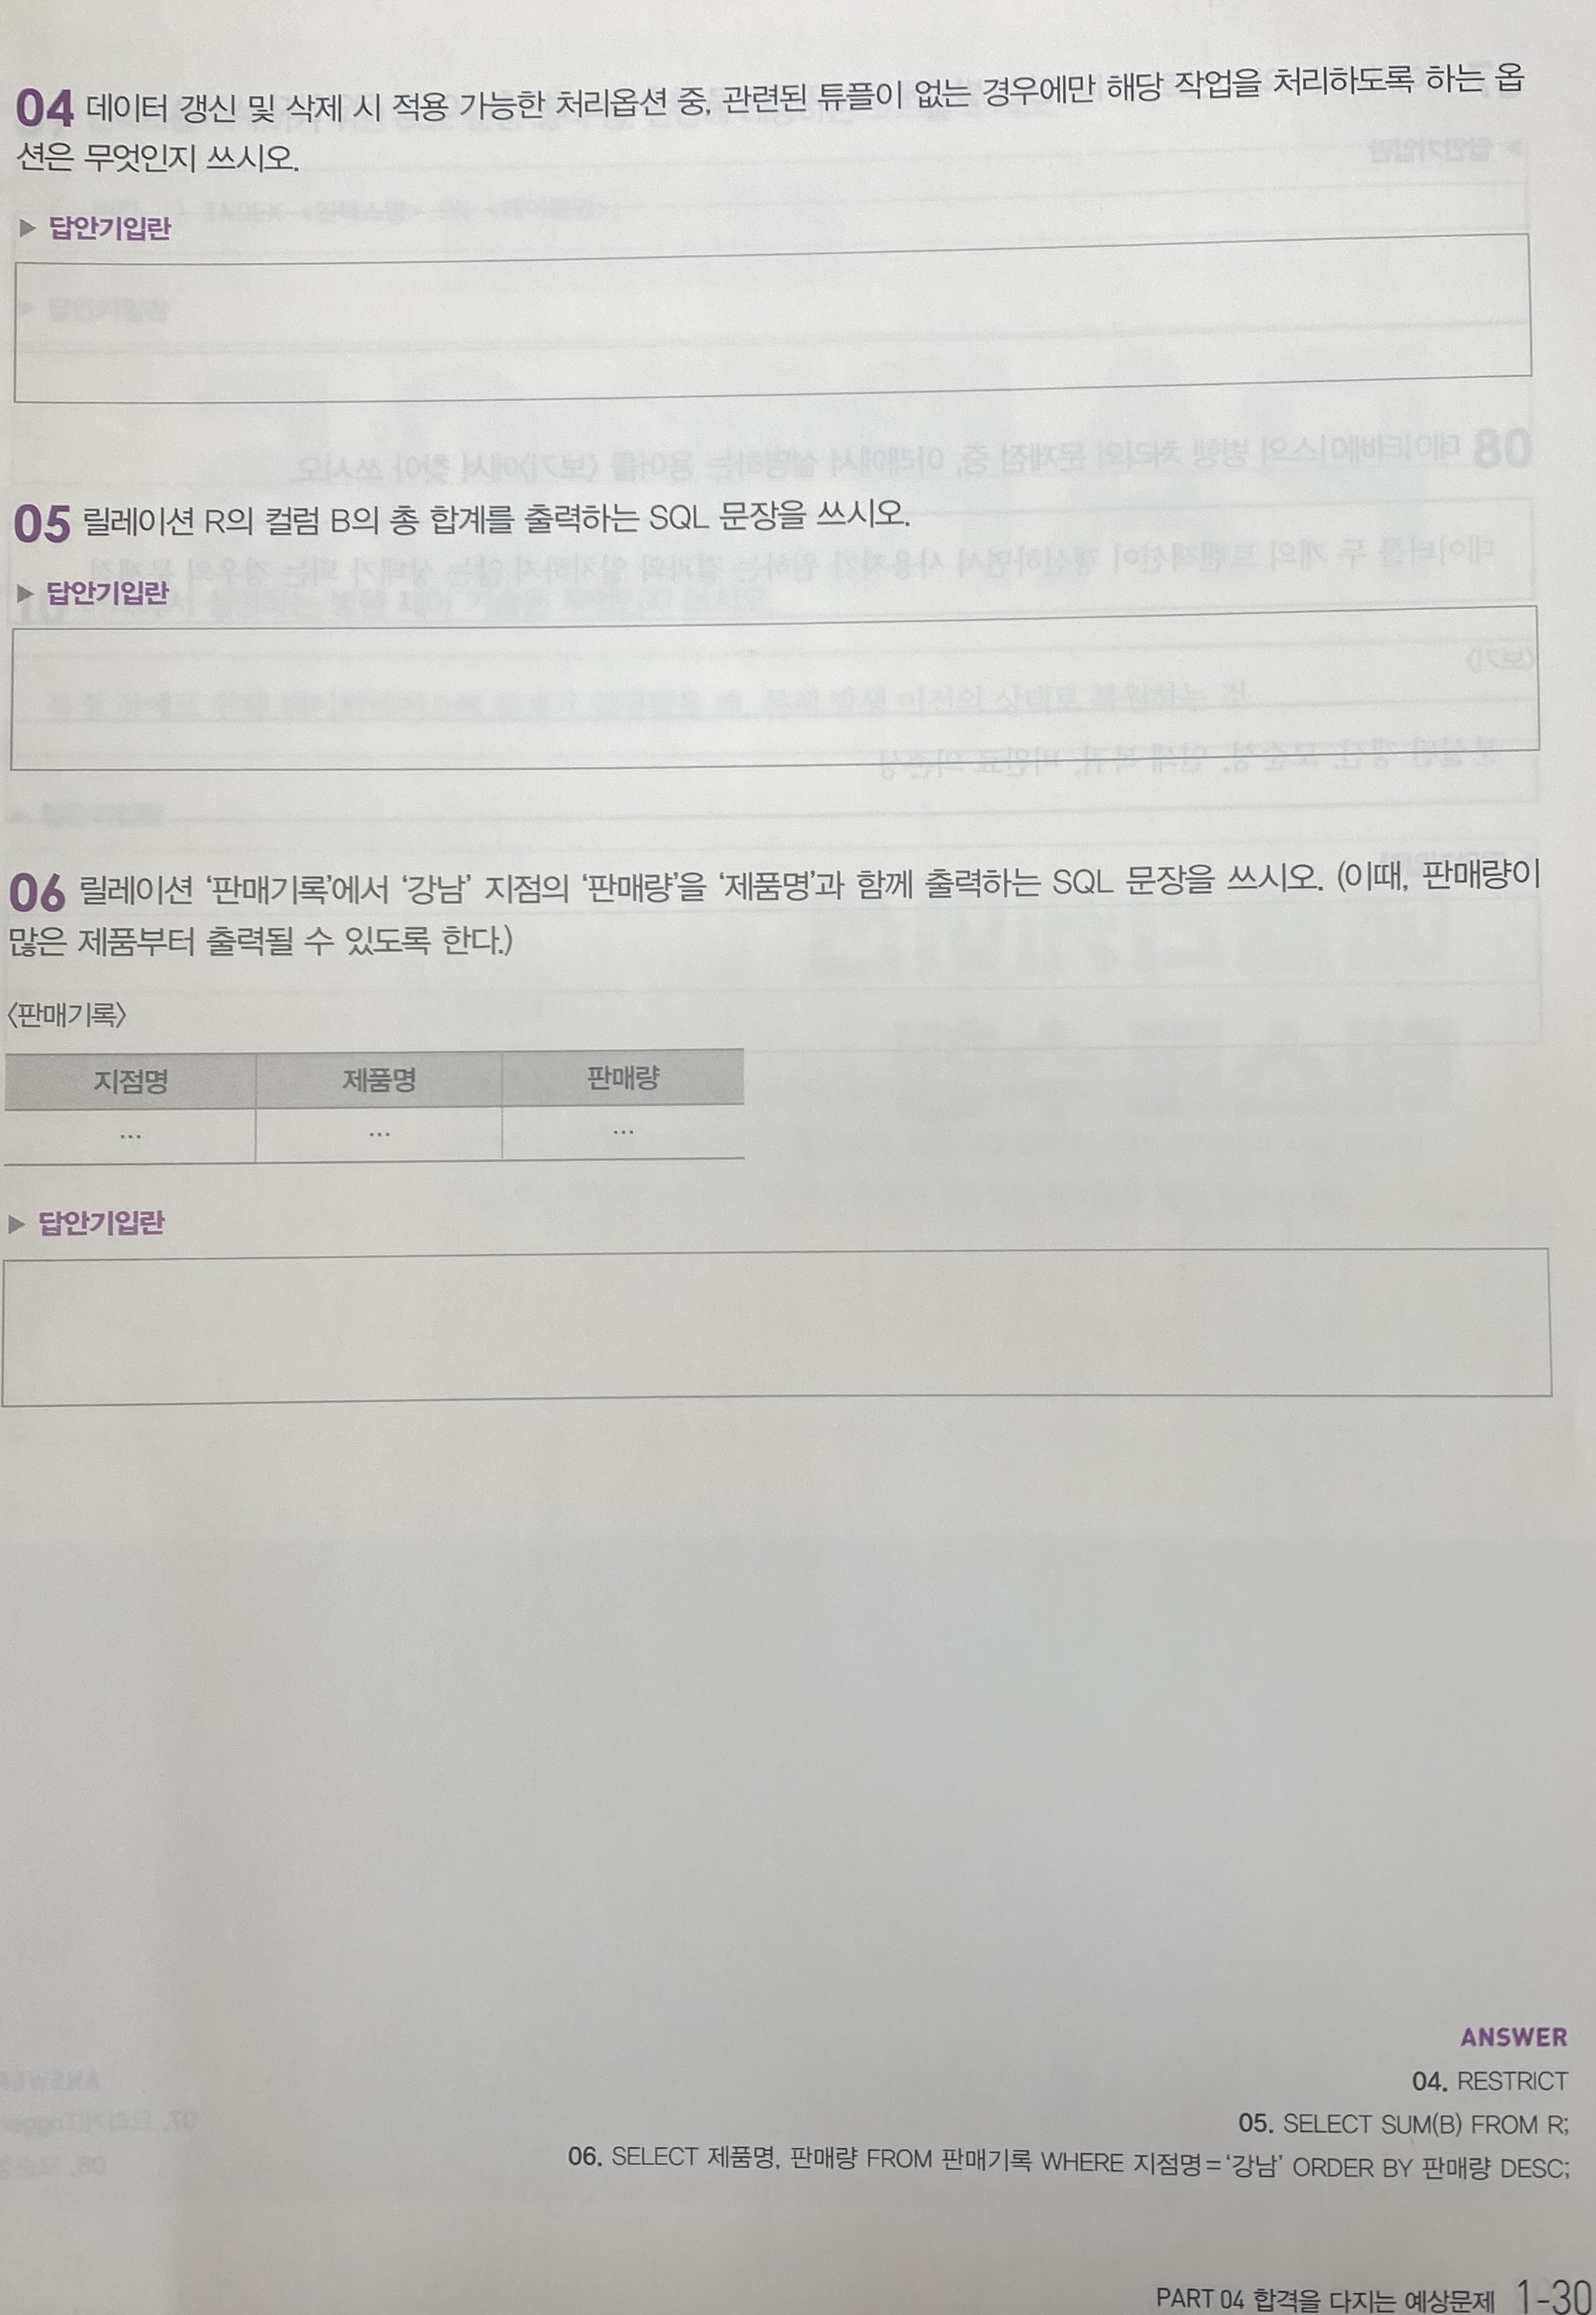 04 데이터 갱신 및 삭제 시 적용 가능한 처리옵션 중, 관련된 튜플이 없는 경우에만 해당 작업을 처리하도록 하는 옵
션은 무엇인지 쓰시오.
▶ 답안기입란
05 릴레이션 R의 컬럼 B의 총 합계를 출력하는 SQL 문장을 쓰시오.
▶ 답안기입란
06 릴레이션 ‘판매기록’에서 ‘강남’ 지점의 ‘판매량’을 ‘제품명’과 함께 출력하는 SQL 문장을 쓰시오. (이때, 판매량이
많은 제품부터 출력될 수 있도록 한다.)
〈판매기록〉
지점명 제품명 판매량
… … …
▶ 답안기입란
ANSWER
04. RESTRICT
05. SELECT SUM(B) FROM R;
06. SELECT 제품명, 판매량 FROM 판매기록 WHERE 지점명=‘강남’ ORDER BY 판매량 DESC;
PART 04 합격을 다지는 예상문제 1-30